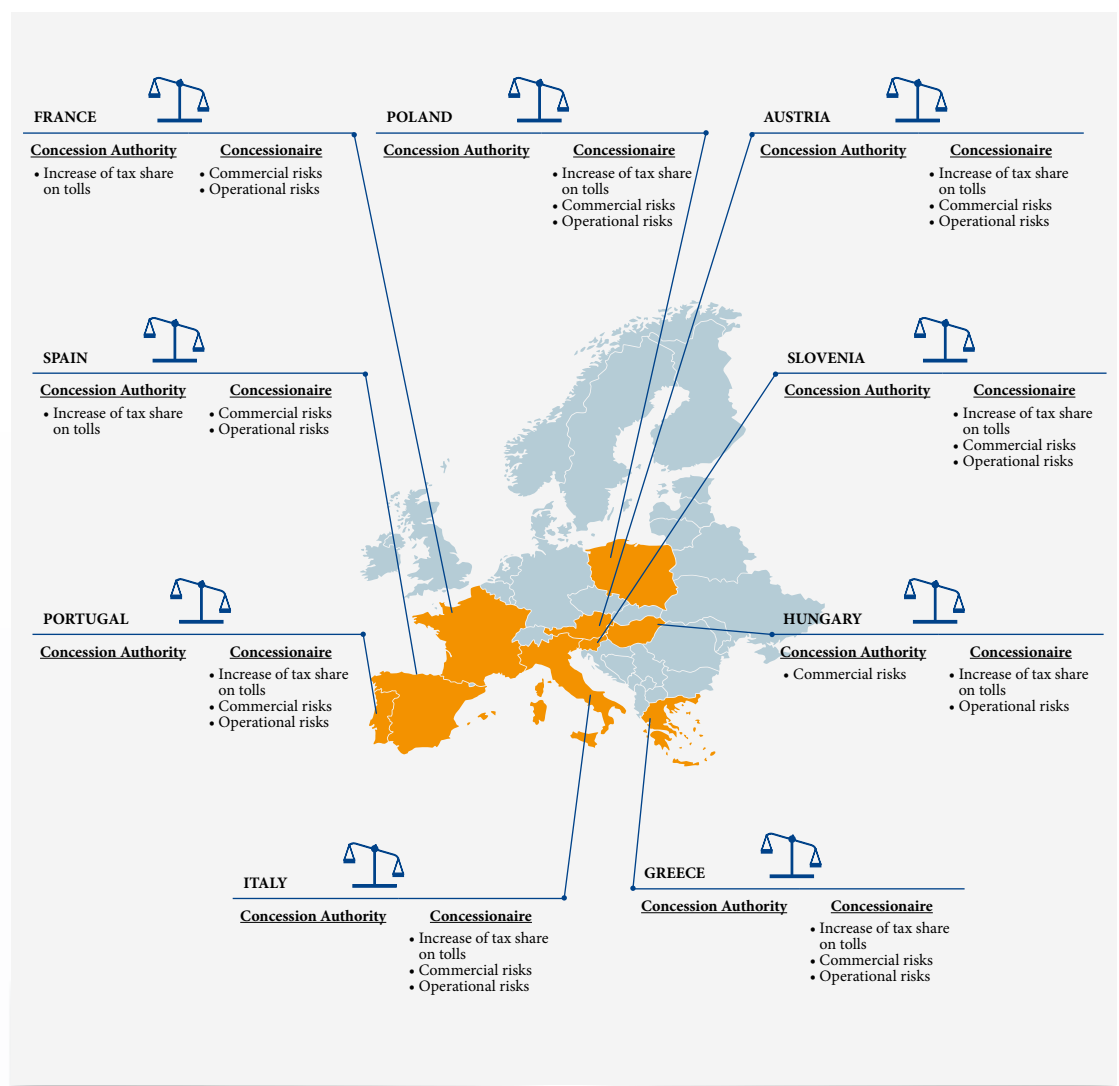 FRANCE
Concession Authority
• Increase of tax share
on tolls
Concessionaire
• Commercial risks
• Operational risks
POLAND
Concession Authority
Concessionaire
• Increase of tax share
on tolls
• Commercial risks
• Operational risks
AUSTRIA
Concession Authority
Concessionaire
• Increase of tax share
on tolls
• Commercial risks
• Operational risks
SPAIN
Concession Authority
• Increase of tax share
on tolls
Concessionaire
• Commercial risks
• Operational risks
SLOVENIA
Concession Authority
Concessionaire
• Increase of tax share
on tolls
• Commercial risks
• Operational risks
PORTUGAL
Concession Authority
Concessionaire
• Increase of tax share
on tolls
• Commercial risks
• Operational risks
HUNGARY
Concession Authority
• Commercial risks
Concessionaire
• Increase of tax share
on tolls
• Operational risks
ITALY
Concession Authority
Concessionaire
• Increase of tax share
on tolls
• Commercial risks
• Operational risks
GREECE
Concession Authority
Concessionaire
• Increase of tax share
on tolls
• Commercial risks
• Operational risks